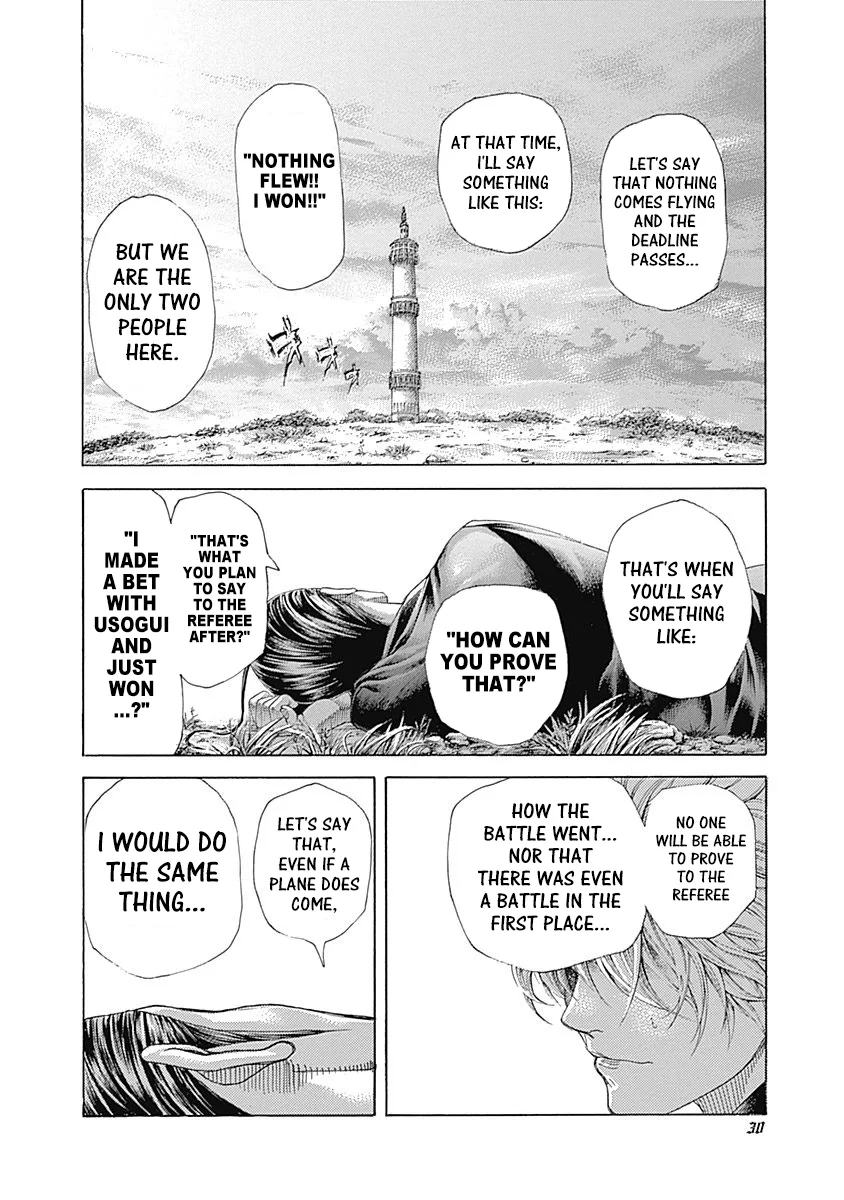 LET'S SAY
THAT NOTHING
COMES FLYING
AND THE
DEADLINE
PASSES...
AT THAT TIME,
I'LL SAY
SOMETHING
LIKE THIS:
"NOTHING
FLEW!!
I WON!!"
BUT WE
ARE THE
ONLY TWO
PEOPLE
HERE.
THAT'S WHEN
YOU'LL SAY
SOMETHING
LIKE:
"HOW CAN
YOU PROVE
THAT?"
"THAT'S
WHAT
YOU PLAN
TO SAY
TO THE
REFEREE
AFTER?"
"I
MADE
A BET
WITH
USOGUI
AND
JUST
WON
...?"
NO ONE
WILL BE ABLE
TO PROVE
TO THE
REFEREE
HOW THE
BATTLE WENT...
NOR THAT
THERE WAS EVEN
A BATTLE IN THE
FIRST PLACE...
LET'S SAY
THAT,
EVEN IF A
PLANE DOES
COME,
I WOULD DO
THE SAME
THING...
30